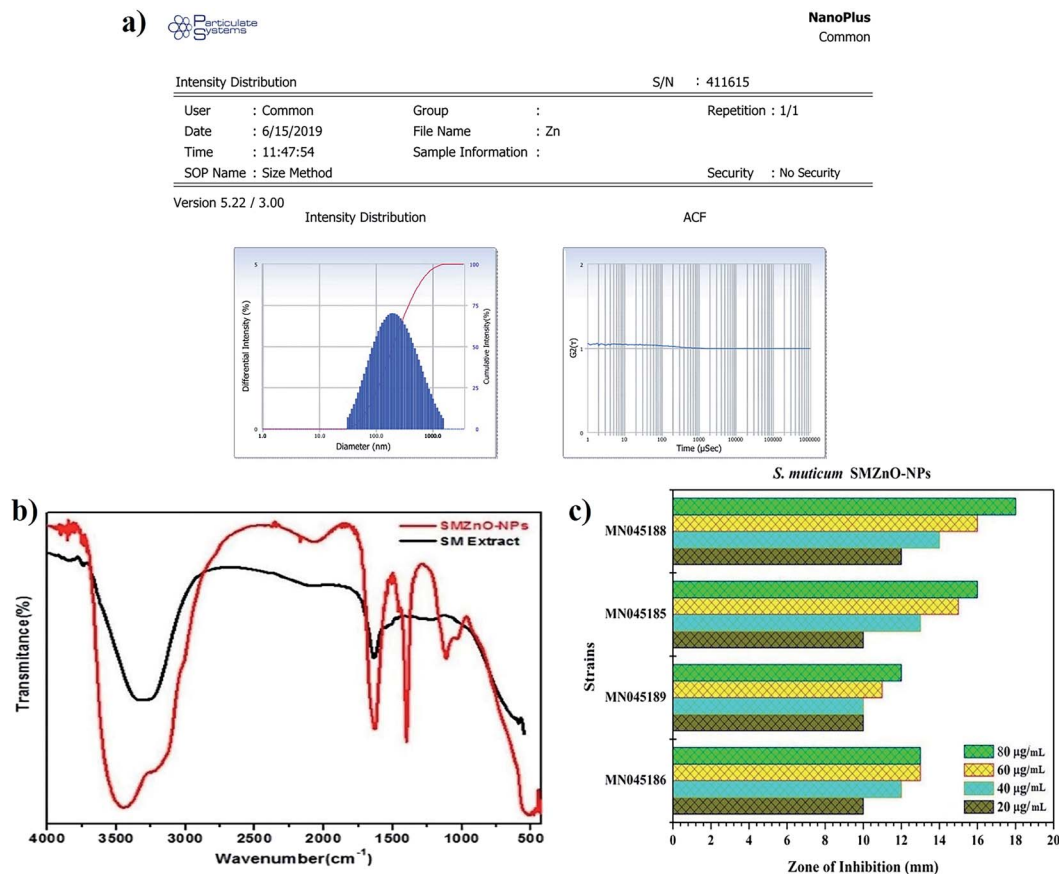 a)
Particulate Systems
NanoPlus
Common
Intensity Distribution S/N : 411615
User : Common Group : Repetition : 1/1
Date : 6/15/2019 File Name : Zn
Time : 11:47:54 Sample Information :
SOP Name : Size Method Security : No Security
Version 5.22 / 3.00
Intensity Distribution ACF
5 100
75
50
25
0 0
Differential Intensity (%)
Cumulative Intensity(%)
1.0 10.0 100.0 1000.0
Diameter (nm)
2
1
0
G2(τ)
1 10 100 1000 10000 100000 1000000
Time (µSec)
b)
SMZnO-NPs
SM Extract
Transmitance(%)
4000 3500 3000 2500 2000 1500 1000 500
Wavenumber(cm-1)
S. muticum SMZnO-NPs
c)
MN045188
MN045185
MN045189
MN045186
Strains
80 µg/mL
60 µg/mL
40 µg/mL
20 µg/mL
0 2 4 6 8 10 12 14 16 18 20
Zone of Inhibition (mm)